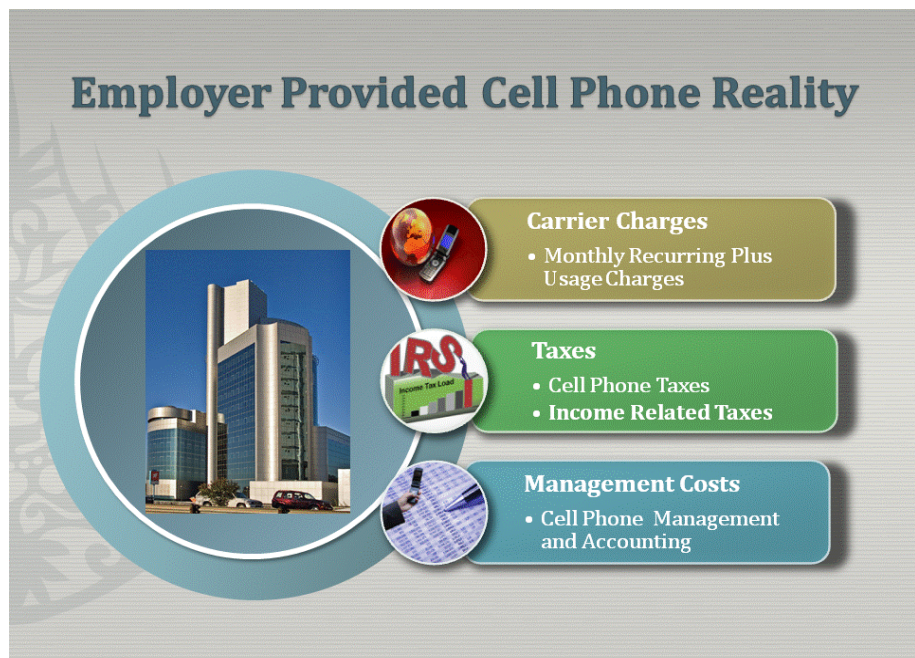 Employer Provided Cell Phone Reality
Carrier Charges
• Monthly Recurring Plus
Usage Charges
IRS
Income Tax Load
Taxes
• Cell Phone Taxes
• Income Related Taxes
Management Costs
• Cell Phone Management
and Accounting